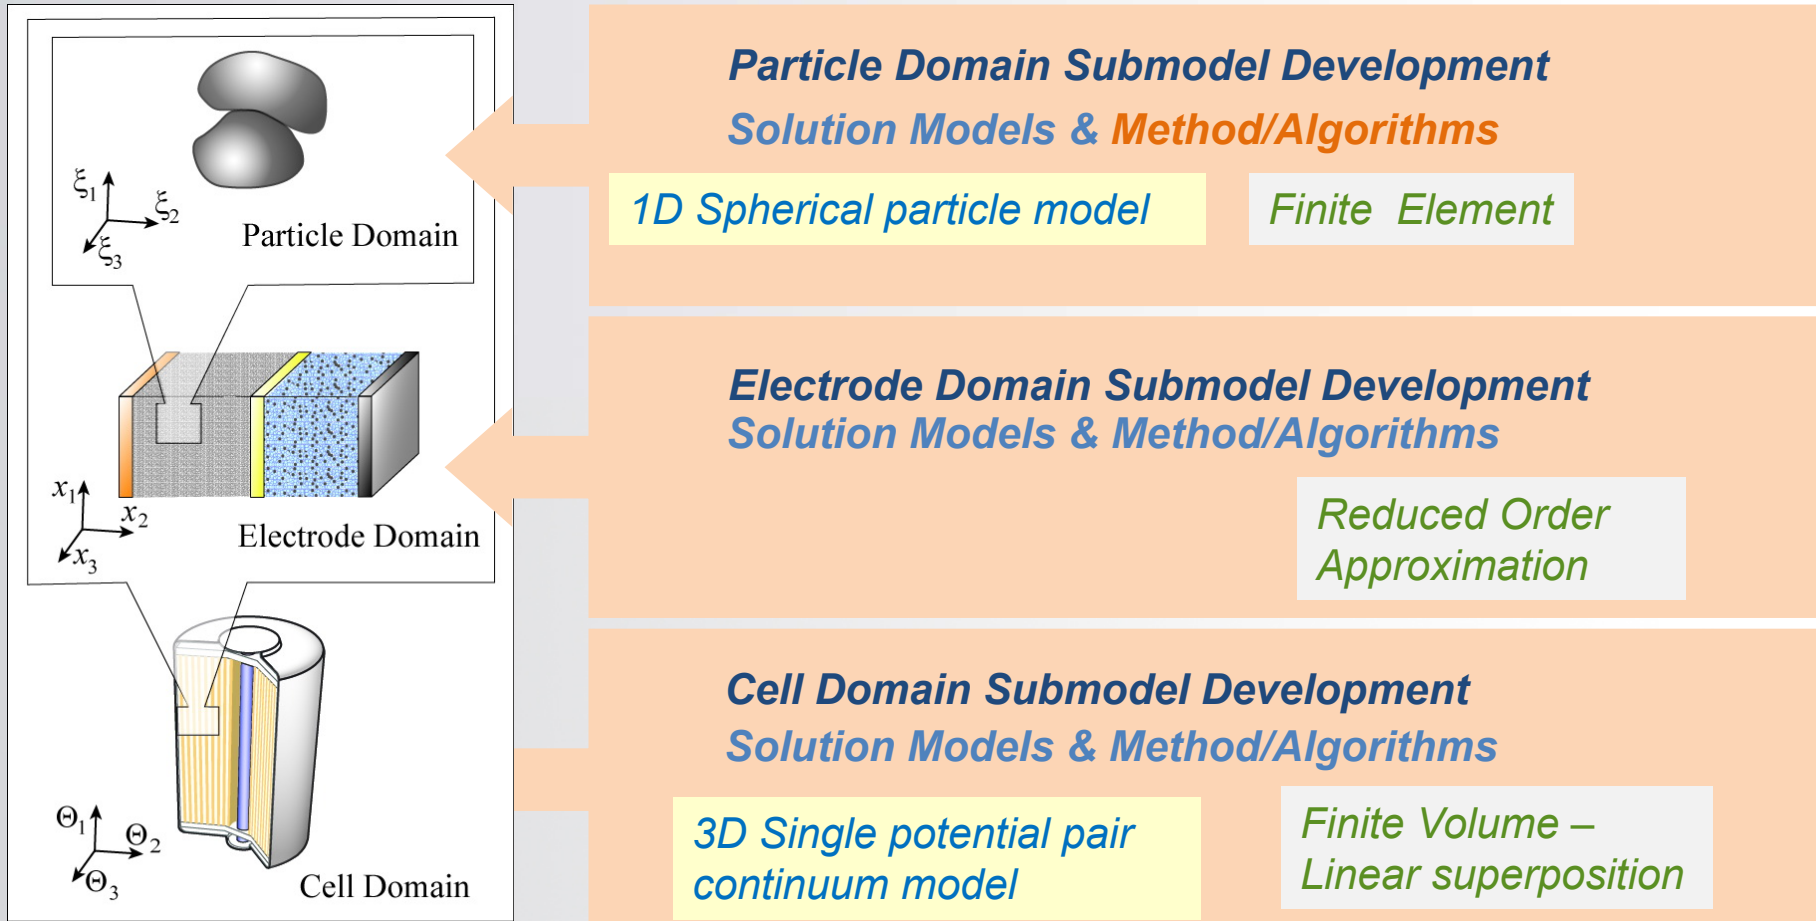 ξ1
ξ2
ξ3
Particle Domain
x1
x2
x3
Electrode Domain
Θ1
Θ2
Θ3
Cell Domain
Particle Domain Submodel Development
Solution Models & Method/Algorithms
1D Spherical particle model
Finite Element
Electrode Domain Submodel Development
Solution Models & Method/Algorithms
Reduced Order
Approximation
Cell Domain Submodel Development
Solution Models & Method/Algorithms
3D Single potential pair
continuum model
Finite Volume –
Linear superposition